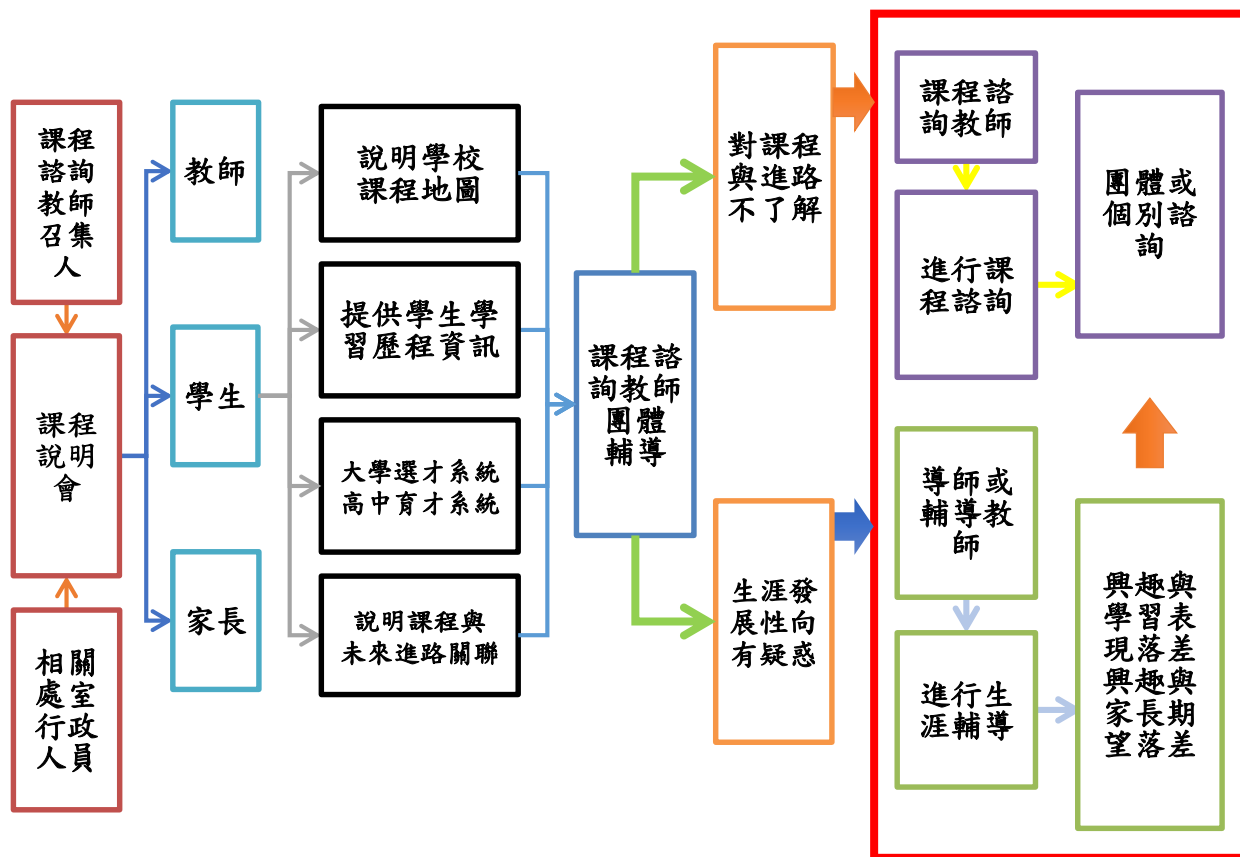 課程
諮詢
教師
召集
人
課程
說明
會
相關
處室
行政
人員
教師
學生
家長
說明學校
課程地圖
提供學生學
習歷程資訊
大學選才系統
高中育才系統
說明課程與
未來進路關聯
課程諮
詢教師
團體
輔導
對課程
與進路
不了解
生涯發
展性向
有疑惑
課程諮
詢教師
進行課
程諮詢
團體或
個別諮
詢
導師或
輔導教
師
進行生
涯輔導
興趣與
學習表
現落差
興趣與
家長期
望落差